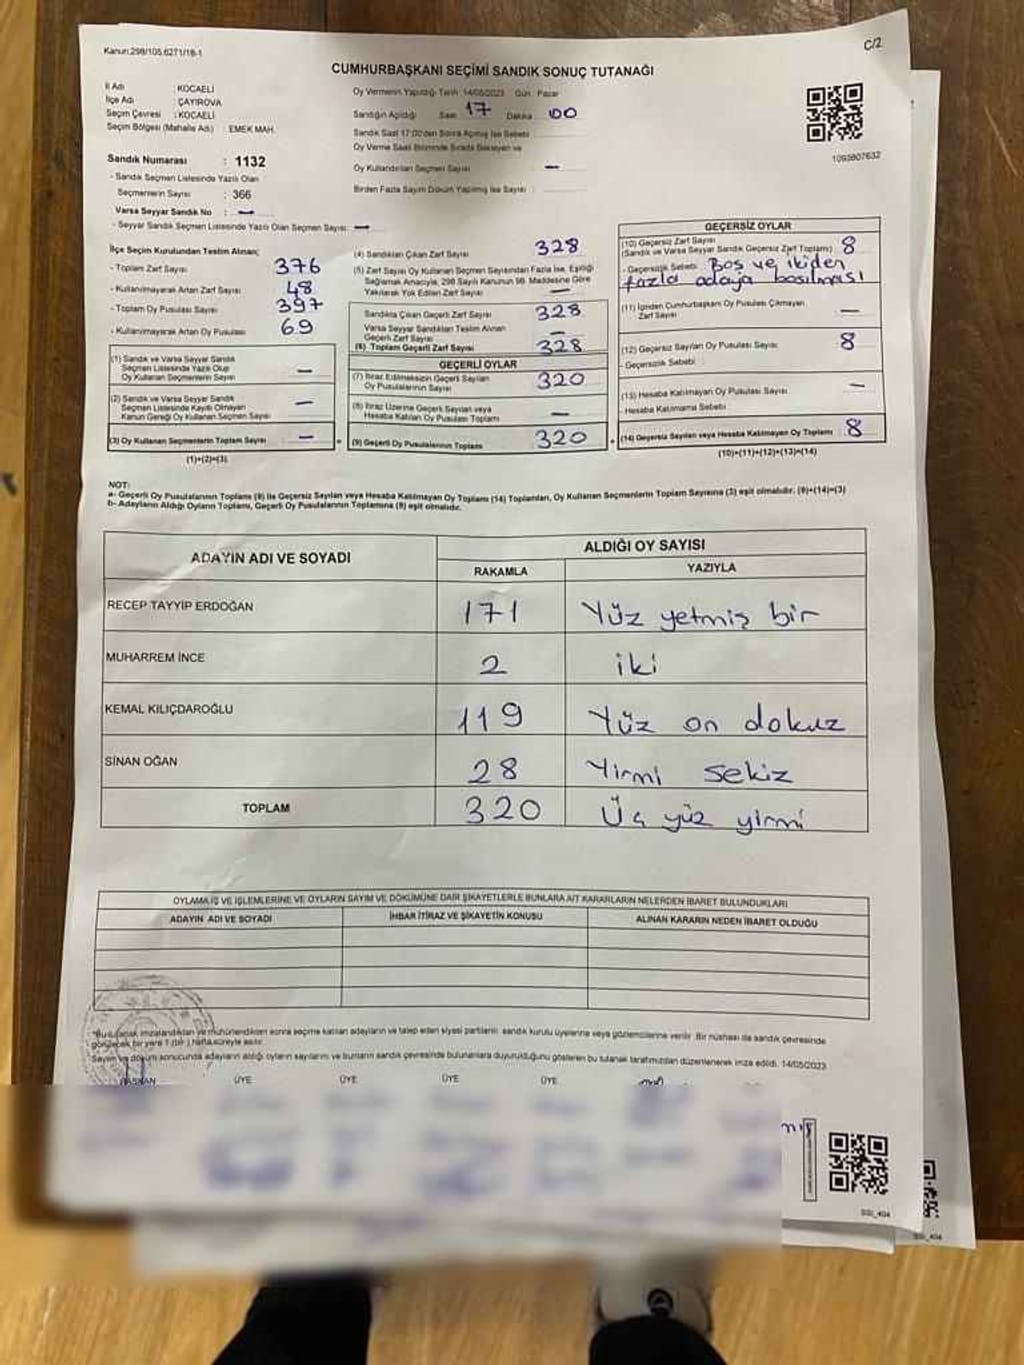 Kanun:298/105.6271/18-1
C/2
CUMHURBAŞKANI SEÇİMİ SANDIK SONUÇ TUTANAĞI
İl Adı : KOCAELİ
İlçe Adı : ÇAYIROVA
Seçim Çevresi : KOCAELİ
Seçim Bölgesi (Mahalle Adı) : EMEK MAH.
Oy Vermenin Yapıldığı Tarih :14/05/2023 Gün : Pazar
Sandığın Açıldığı Saat 17 Dakika 00
Sandık Saat 17:00'den Sonra Açılmış İse Sebebi
Oy Verme Saati Bitiminde Sırada Bekleyen ve
Oy Kullandırılan Seçmen Sayısı —
Birden Fazla Sayım Döküm Yapılmış İse Sayısı :
1093807632
Sandık Numarası : 1132
- Sandık Seçmen Listesinde Yazılı Olan
Seçmenlerin Sayısı : 366
Varsa Seyyar Sandık No : —
- Seyyar Sandık Seçmen Listesinde Yazılı Olan Seçmen Sayısı: —
İlçe Seçim Kurulundan Teslim Alınan;
- Toplam Zarf Sayısı 376
- Kullanılmayarak Artan Zarf Sayısı 48
- Toplam Oy Pusulası Sayısı 397
- Kullanılmayarak Artan Oy Pusulası 69
(1) Sandık ve Varsa Seyyar Sandık
Seçmen Listesinde Yazılı Olup
Oy Kullanan Seçmenlerin Sayısı —
(2) Sandık ve Varsa Seyyar Sandık
Seçmen Listesinde Kayıtlı Olmayan
Kanun Gereği Oy Kullanan Seçmen Sayısı —
(3) Oy Kullanan Seçmenlerin Toplam Sayısı —
(1)+(2)=(3)
(4) Sandıktan Çıkan Zarf Sayısı 328
(5) Zarf Sayısı Oy Kullanan Seçmen Sayısından Fazla İse, Eşitliği
Sağlamak Amacıyla, 298 Sayılı Kanunun 98. Maddesine Göre
Yakılarak Yok Edilen Zarf Sayısı —
Sandıkta Çıkan Geçerli Zarf Sayısı 328
Varsa Seyyar Sandıktan Teslim Alınan
Geçerli Zarf Sayısı —
(6) Toplam Geçerli Zarf Sayısı 328
GEÇERLİ OYLAR
(7) İtiraz Edilmeksizin Geçerli Sayılan
Oy Pusulalarının Sayısı 320
(8) İtiraz Üzerine Geçerli Sayılan veya
Hesaba Katılan Oy Pusulası Toplamı —
(9) Geçerli Oy Pusulalarının Toplamı 320
GEÇERSİZ OYLAR
(10) Geçersiz Zarf Sayısı
(Sandık ve Varsa Seyyar Sandık Geçersiz Zarf Toplamı) 8
- Geçersizlik Sebebi: Boş ve ikiden
fazla adaya basılması
(11) İçinden Cumhurbaşkanı Oy Pusulası Çıkmayan
Zarf Sayısı —
(12) Geçersiz Sayılan Oy Pusulası Sayısı 8
- Geçersizlik Sebebi
(13) Hesaba Katılmayan Oy Pusulası Sayısı —
- Hesaba Katılmama Sebebi
(14) Geçersiz Sayılan veya Hesaba Katılmayan Oy Toplamı 8
(10)+(11)+(12)+(13)=(14)
NOT:
a- Geçerli Oy Pusulalarının Toplamı (9) ile Geçersiz Sayılan veya Hesaba Katılmayan Oy Toplamı (14) Toplamları, Oy Kullanan Seçmenlerin Toplam Sayısına (3) eşit olmalıdır. (9)+(14)=(3)
b- Adayların Aldığı Oyların Toplamı, Geçerli Oy Pusulalarının Toplamına (9) eşit olmalıdır.
ADAYIN ADI VE SOYADI
ALDIĞI OY SAYISI
RAKAMLA YAZIYLA
RECEP TAYYİP ERDOĞAN 171 Yüz yetmiş bir
MUHARREM İNCE 2 iki
KEMAL KILIÇDAROĞLU 119 Yüz on dokuz
SİNAN OĞAN 28 Yirmi sekiz
TOPLAM 320 Üç yüz yirmi
OYLAMA İŞ VE İŞLEMLERİNE VE OYLARIN SAYIM VE DÖKÜMÜNE DAİR ŞİKAYETLERLE BUNLARA AİT KARARLARIN NELERDEN İBARET BULUNDUKLARI
ADAYIN ADI VE SOYADI İHBAR İTİRAZ VE ŞİKAYETİN KONUSU ALINAN KARARIN NEDEN İBARET OLDUĞU
*Bu tutanak imzalandıktan ve mühürlendikten sonra seçime katılan adayların ve talep eden siyasi partilerin sandık kurulu üyelerine veya gözlemcilerine verilir. Bir nüshası da sandık çevresinde
görülecek bir yere 1 (bir) hafta süreyle asılır.
Sayım ve döküm sonucunda adayların aldığı oyların sayılarını ve bunların sandık çevresinde bulunanlara duyurulduğunu gösteren bu tutanak tarafımızdan düzenlenerek imza edildi. 14/05/2023
BAŞKAN ÜYE ÜYE ÜYE ÜYE
SSI_404
SSI_404